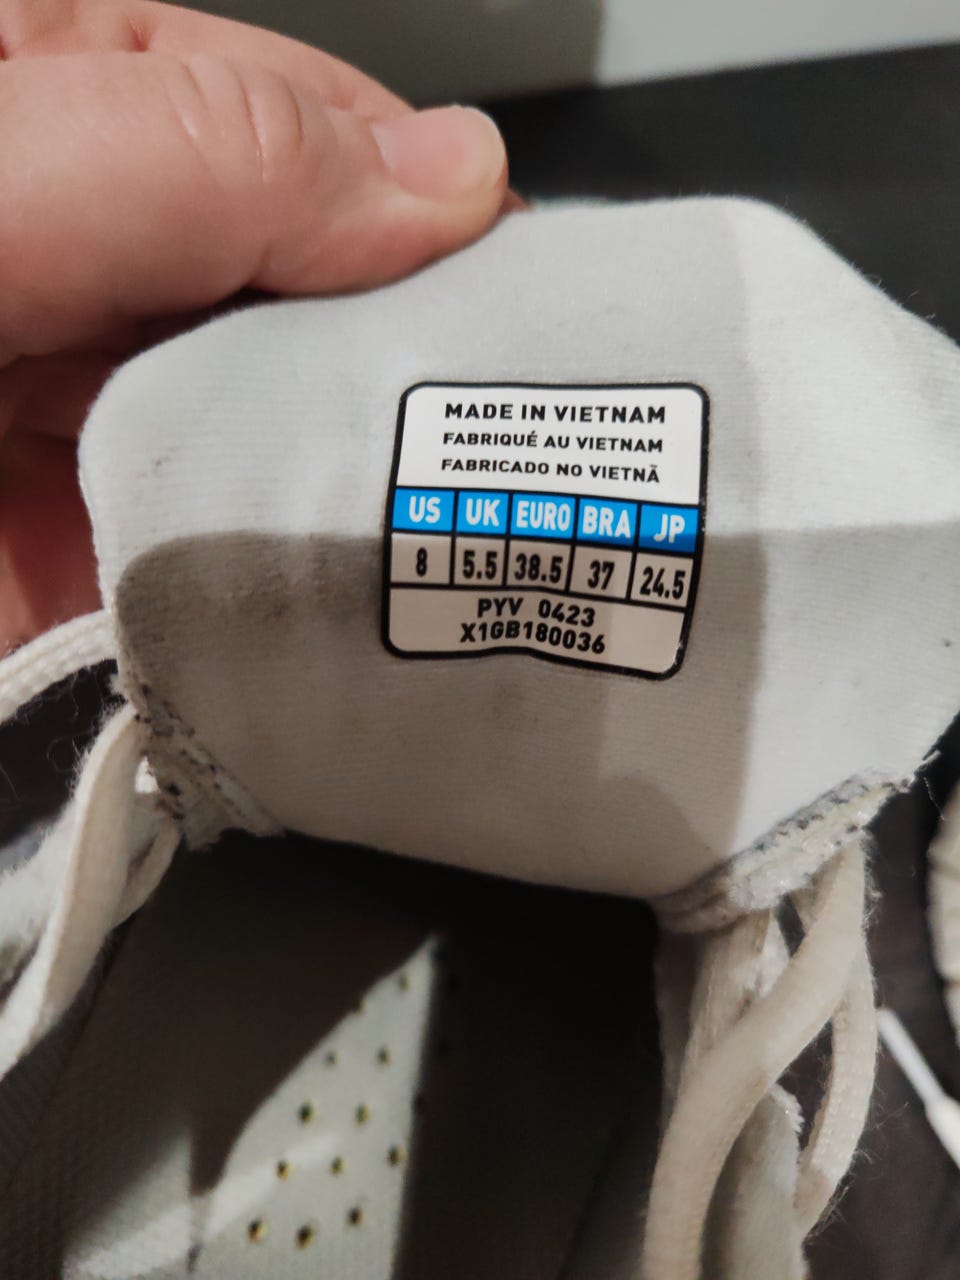 MADE IN VIETNAM
FABRIQUÉ AU VIETNAM
FABRICADO NO VIETNÃ
US UK EURO BRA JP
8 5.5 38.5 37 24.5
PYV 0423
X1GB180036